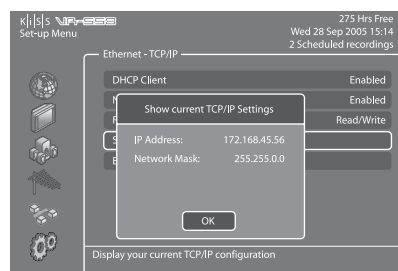 KiSS VR-558
275 Hrs Free
Set-up Menu
Wed 28 Sep 2005 15:14
2 Scheduled recordings
Ethernet - TCP/IP
DHCP Client Enabled
N Enabled
F Read/Write
S
E
Show current TCP/IP Settings
IP Address: 172.168.45.56
Network Mask: 255.255.0.0
OK
Display your current TCP/IP configuration